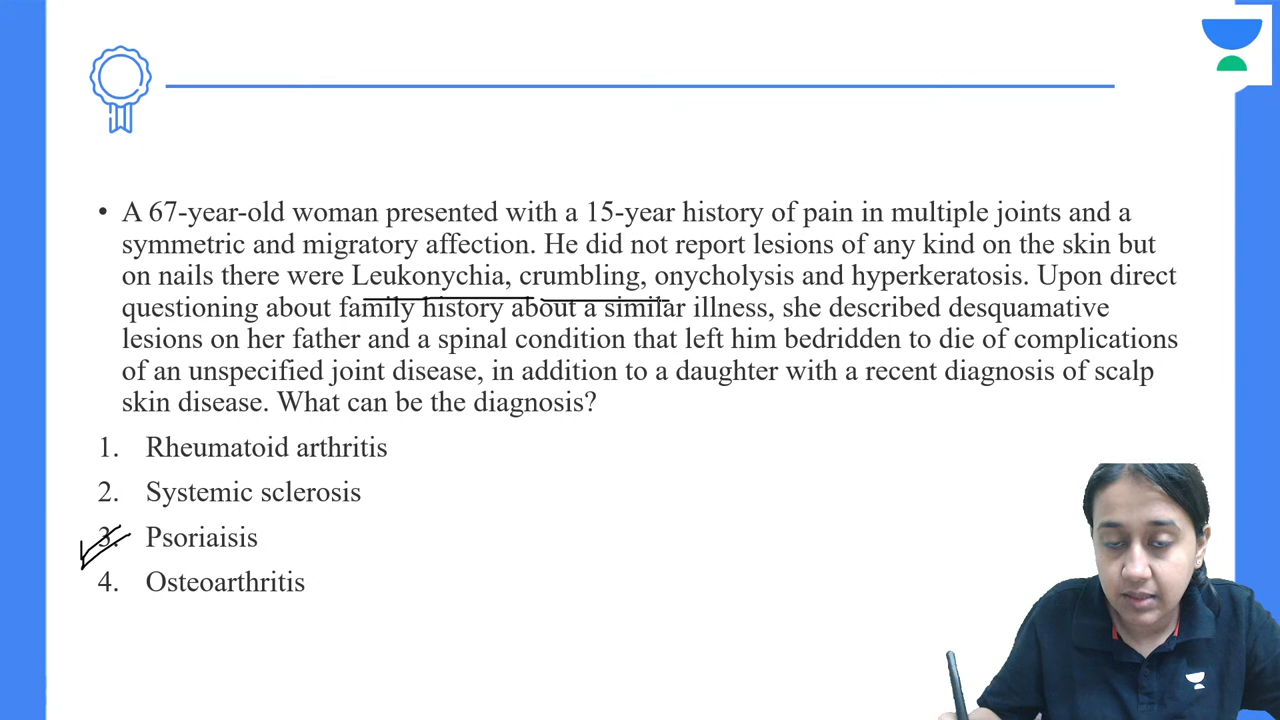 • A 67-year-old woman presented with a 15-year history of pain in multiple joints and a
symmetric and migratory affection. He did not report lesions of any kind on the skin but
on nails there were Leukonychia, crumbling, onycholysis and hyperkeratosis. Upon direct
questioning about family history about a similar illness, she described desquamative
lesions on her father and a spinal condition that left him bedridden to die of complications
of an unspecified joint disease, in addition to a daughter with a recent diagnosis of scalp
skin disease. What can be the diagnosis?
1. Rheumatoid arthritis
2. Systemic sclerosis
3. Psoriaisis
4. Osteoarthritis